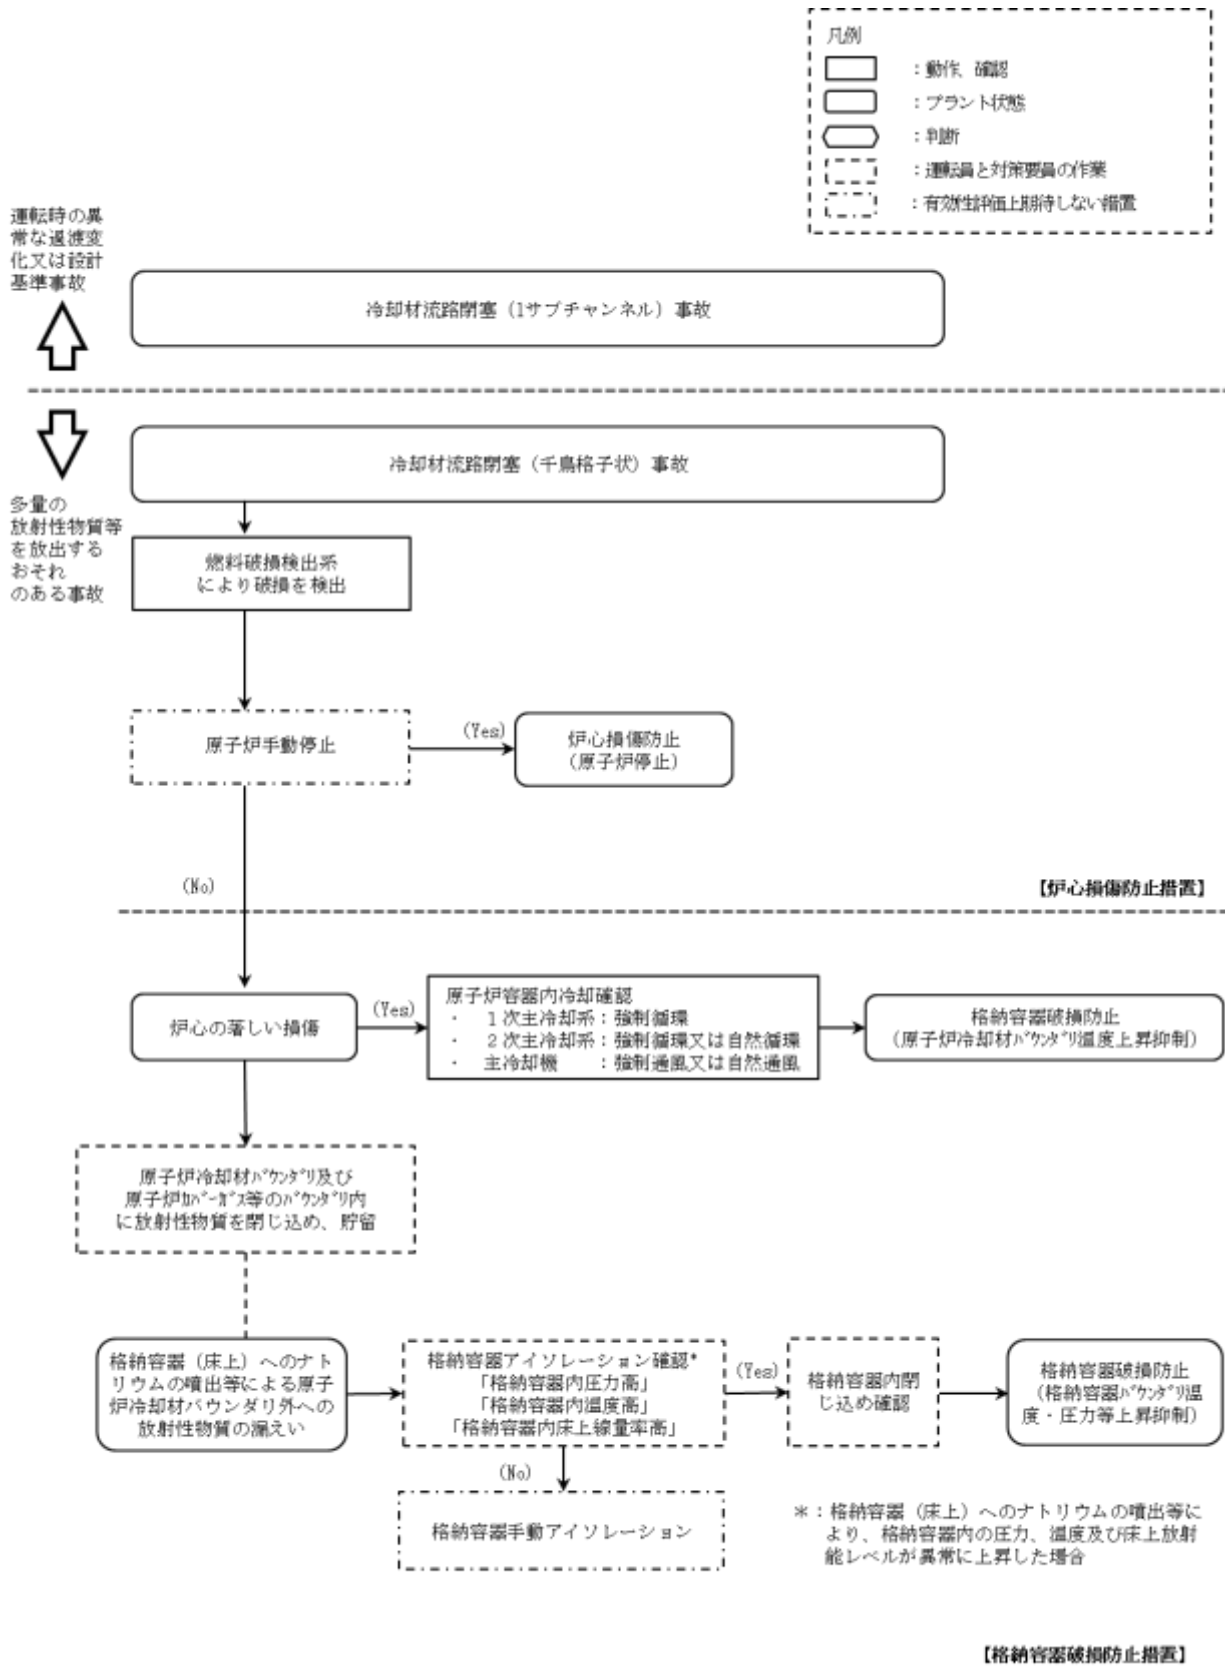 凡例
：動作、確認
：プラント状態
：判断
：運転員と対策要員の作業
：有効性評価上期待しない措置
運転時の異
常な過渡変
化又は設計
基準事故
冷却材流路閉塞（1サブチャンネル）事故
冷却材流路閉塞（千鳥格子状）事故
多量の
放射性物質等
を放出する
おそれ
のある事故
燃料破損検出系
により破損を検出
原子炉手動停止
(Yes)
炉心損傷防止
（原子炉停止）
(No)
【炉心損傷防止措置】
炉心の著しい損傷
(Yes)
原子炉容器内冷却確認
・　１次主冷却系：強制循環
・　２次主冷却系：強制循環又は自然循環
・　主冷却機　　：強制通風又は自然通風
格納容器破損防止
（原子炉冷却材ﾊﾞｳﾝﾀﾞﾘ温度上昇抑制）
原子炉冷却材ﾊﾞｳﾝﾀﾞﾘ及び
原子炉ｶﾊﾞｰｶﾞｽ等のﾊﾞｳﾝﾀﾞﾘ内
に放射性物質を閉じ込め、貯留
格納容器（床上）へのナト
リウムの噴出等による原子
炉冷却材バウンダリ外への
放射性物質の漏えい
格納容器アイソレーション確認*
「格納容器内圧力高」
「格納容器内温度高」
「格納容器内床上線量率高」
(Yes)
格納容器内閉
じ込め確認
格納容器破損防止
（格納容器ﾊﾞｳﾝﾀﾞﾘ温
度・圧力等上昇抑制）
(No)
格納容器手動アイソレーション
＊：格納容器（床上）へのナトリウムの噴出等に
より、格納容器内の圧力、温度及び床上放射
能レベルが異常に上昇した場合
【格納容器破損防止措置】